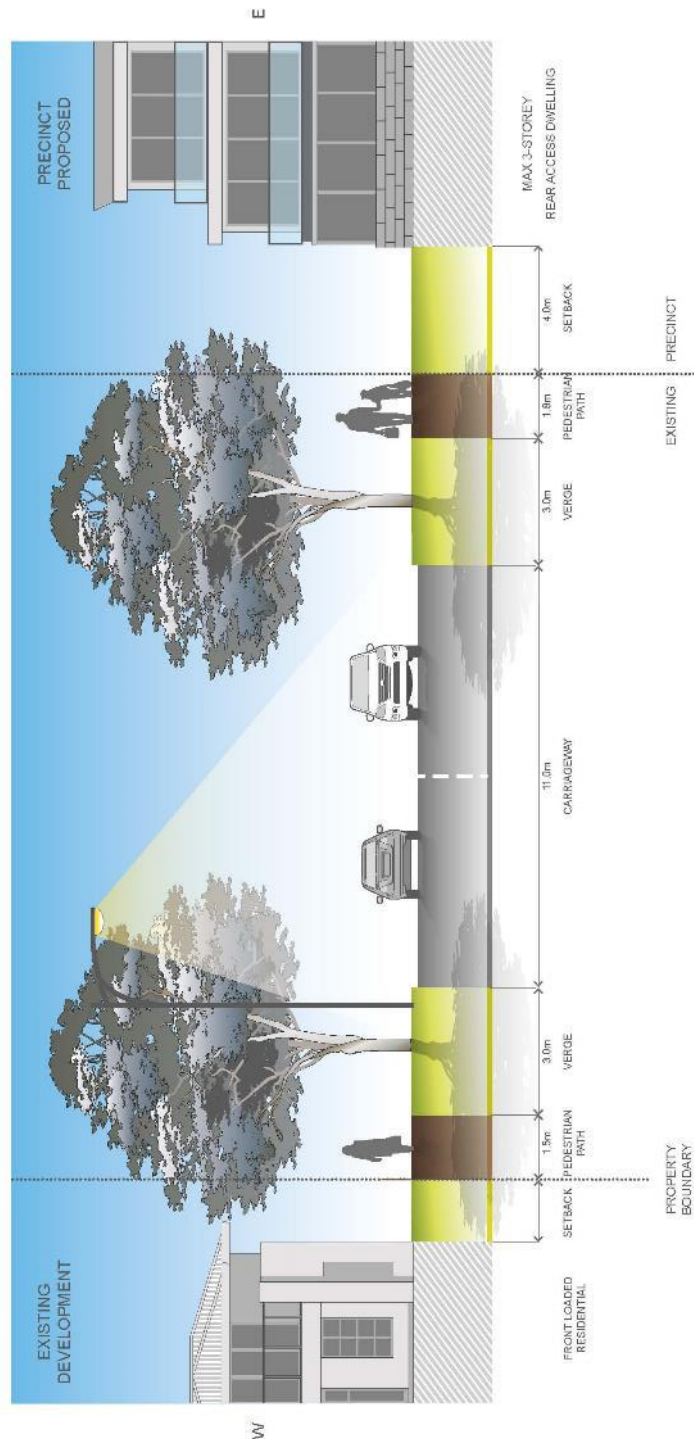 EXISTING
DEVELOPMENT
PRECINCT
PROPOSED
W
E
1.5m
3.0m
11.0m
3.0m
1.8m
4.0m
SETBACK
PEDESTRIAN
PATH
VERGE
CARRIAGEWAY
VERGE
PEDESTRIAN
PATH
SETBACK
FRONT LOADED
RESIDENTIAL
MAX 3-STOREY
REAR ACCESS DWELLING
PROPERTY
BOUNDARY
EXISTING
PRECINCT